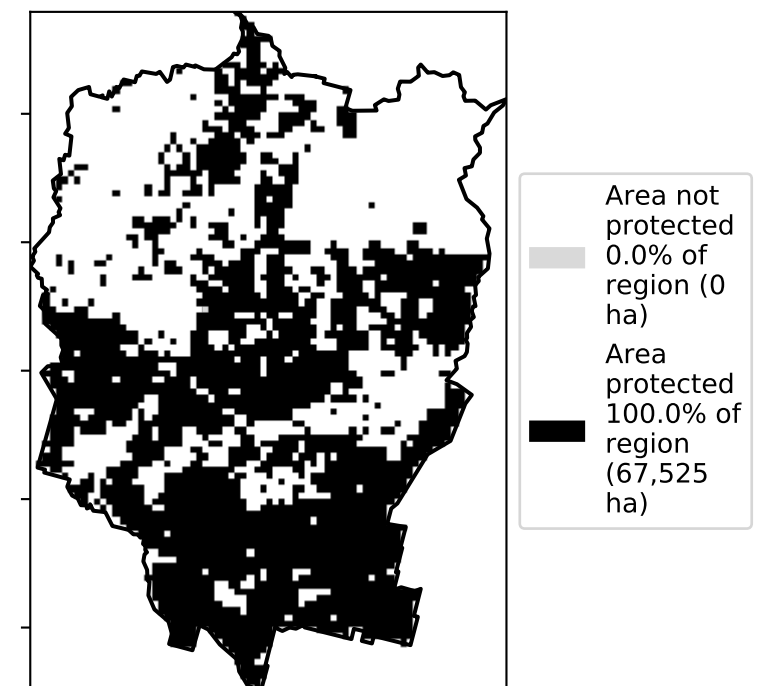 Area not
protected
0.0% of
region (0
ha)
Area
protected
100.0% of
region
(67,525
ha)